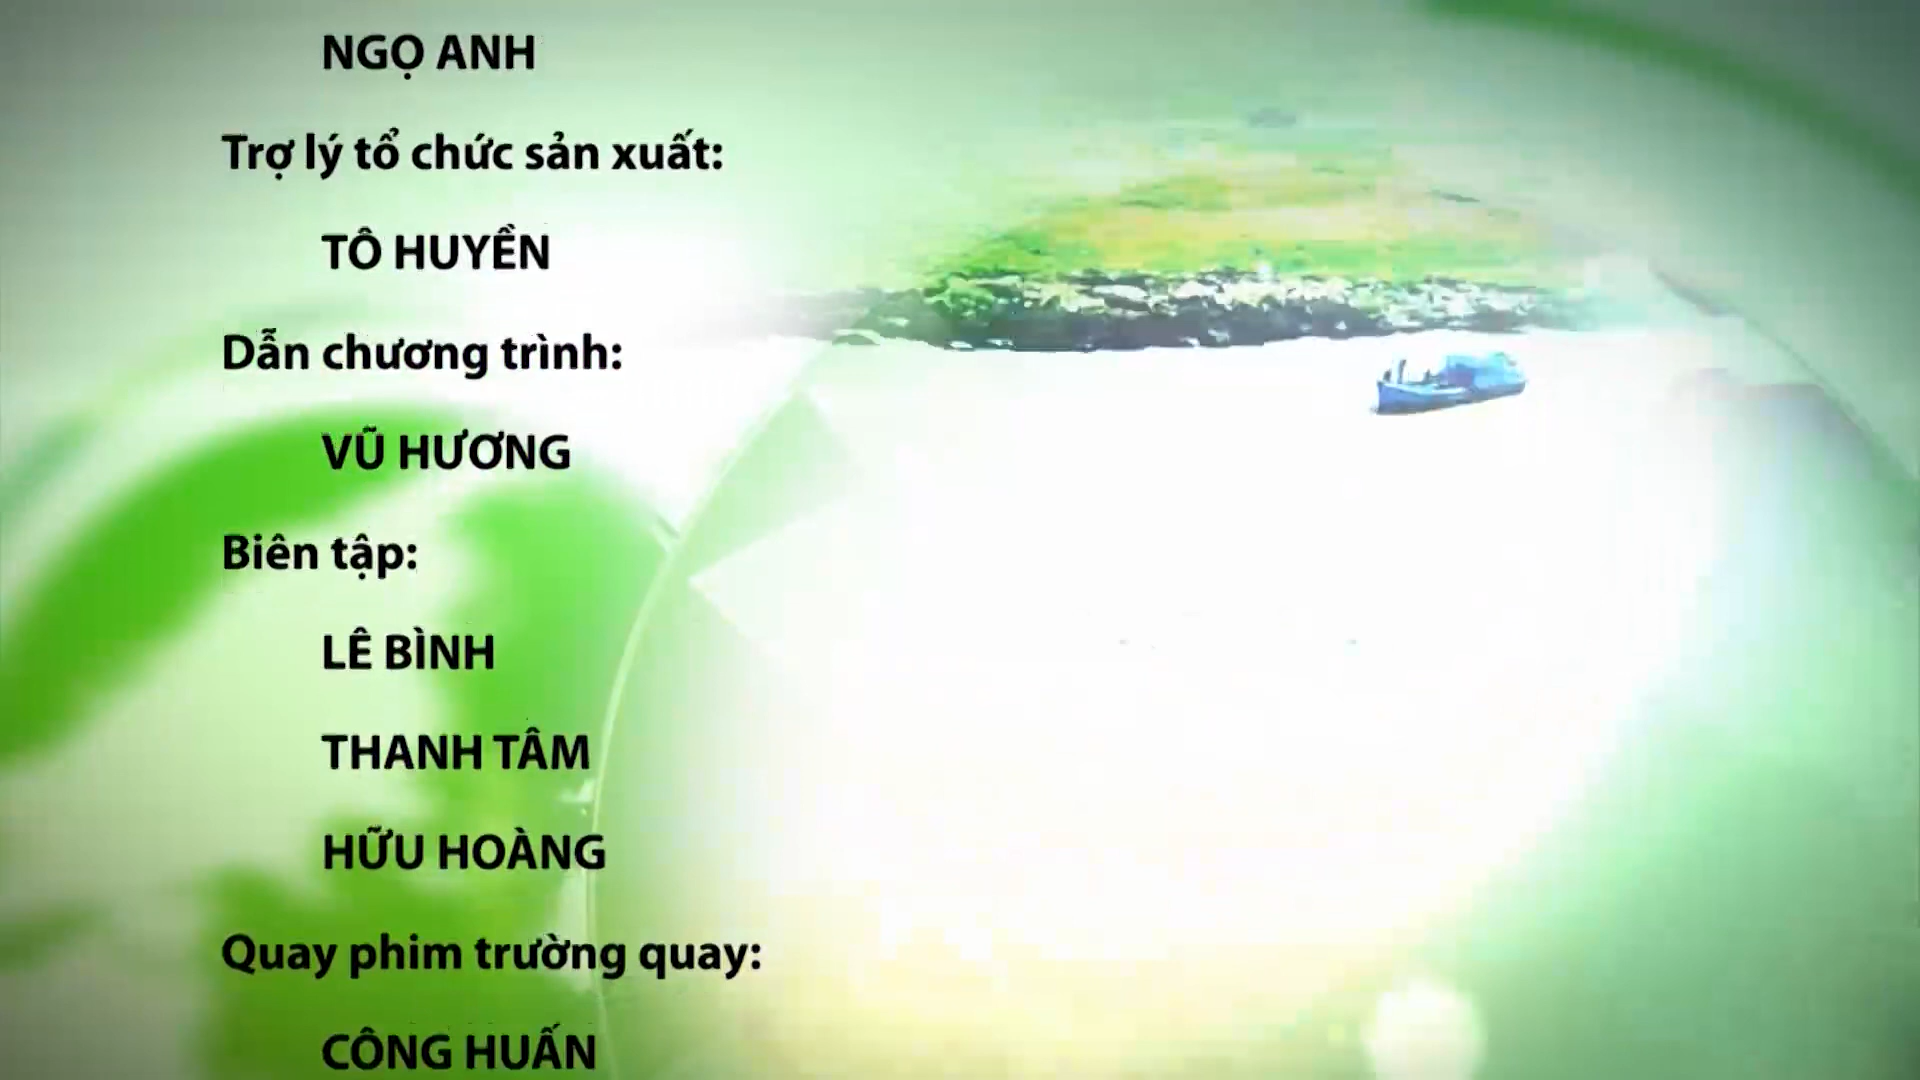 NGỌ ANH
Trợ lý tổ chức sản xuất:
TÔ HUYỀN
Dẫn chương trình:
VŨ HƯƠNG
Biên tập:
LÊ BÌNH
THANH TÂM
HỮU HOÀNG
Quay phim trường quay:
CÔNG HUẤN